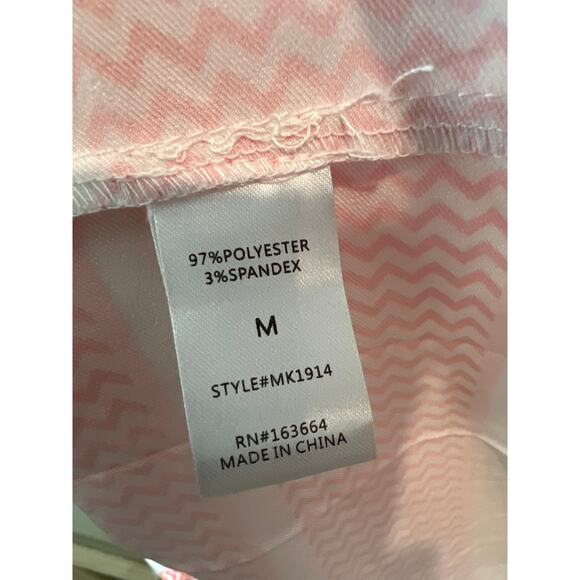 97%POLYESTER
3%SPANDEX
M
STYLE#MK1914
RN#163664
MADE IN CHINA